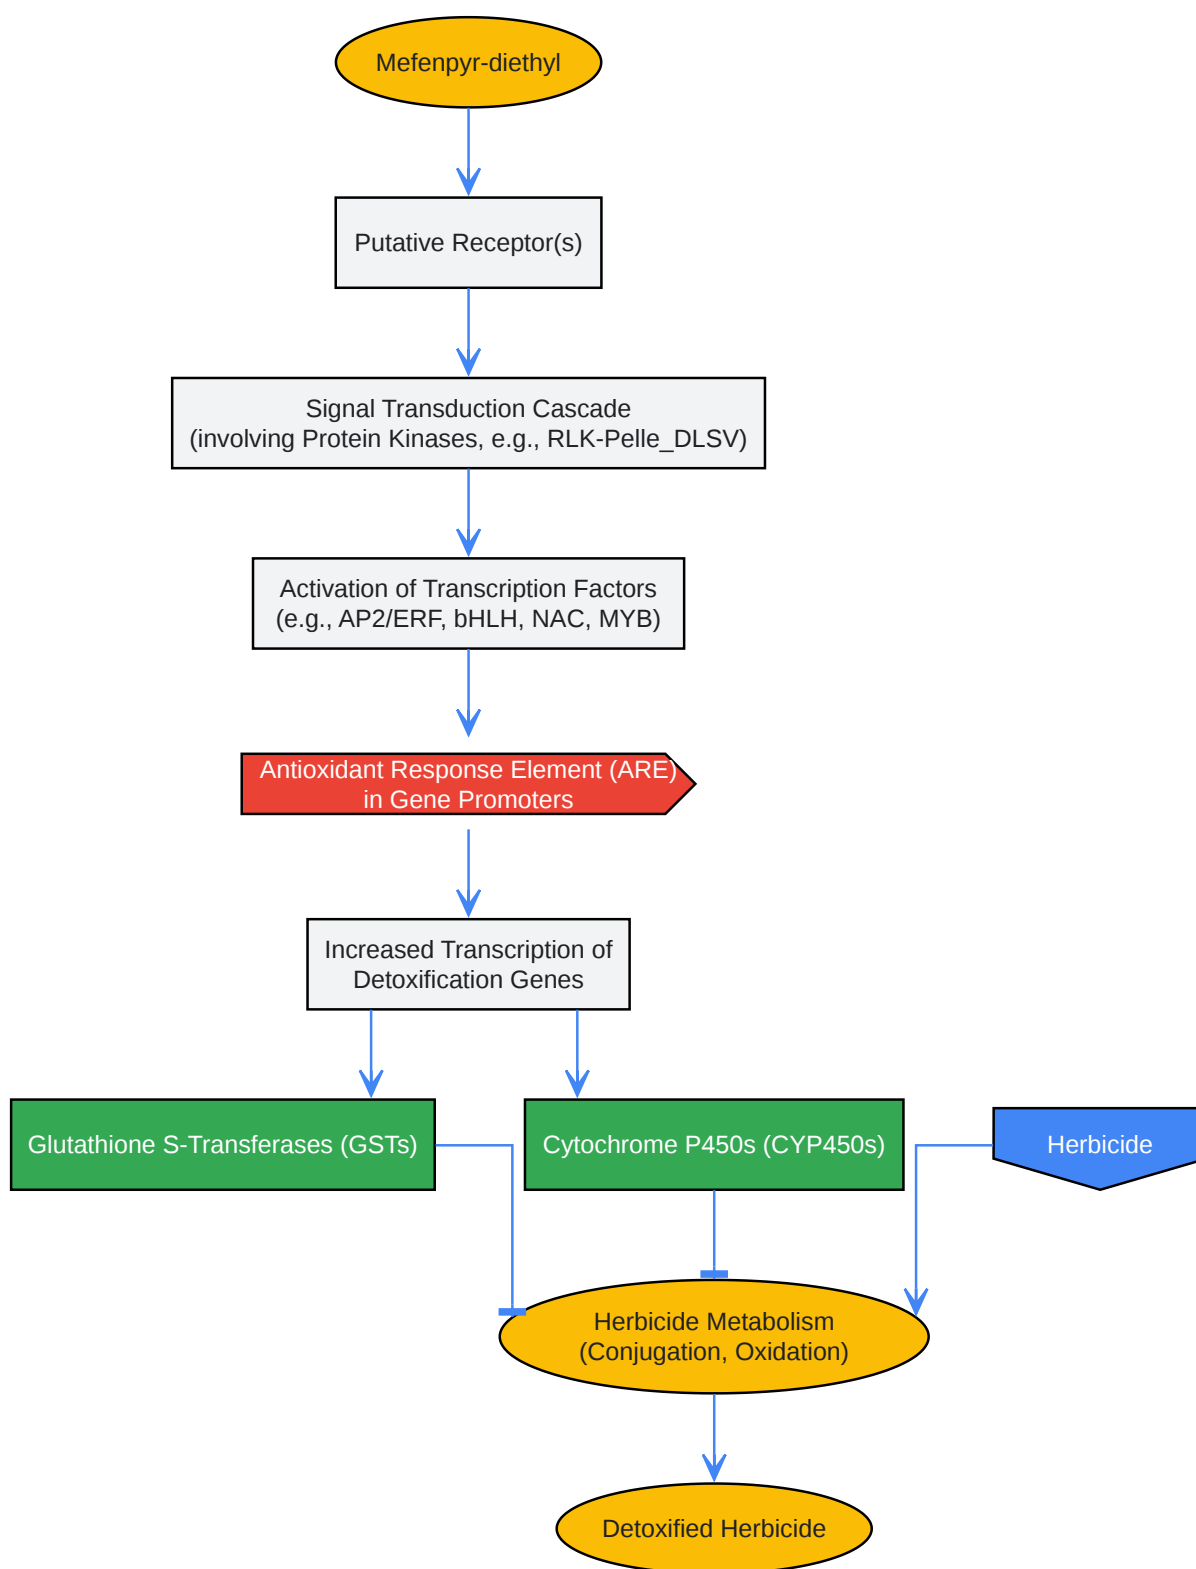 Mefenpyr-diethyl
Putative Receptor(s)
Signal Transduction Cascade
(involving Protein Kinases, e.g., RLK-Pelle_DLSV)
Activation of Transcription Factors
(e.g., AP2/ERF, bHLH, NAC, MYB)
Antioxidant Response Element (ARE)
in Gene Promoters
Increased Transcription of
Detoxification Genes
Glutathione S-Transferases (GSTs)
Cytochrome P450s (CYP450s)
Herbicide
Herbicide Metabolism
(Conjugation, Oxidation)
Detoxified Herbicide